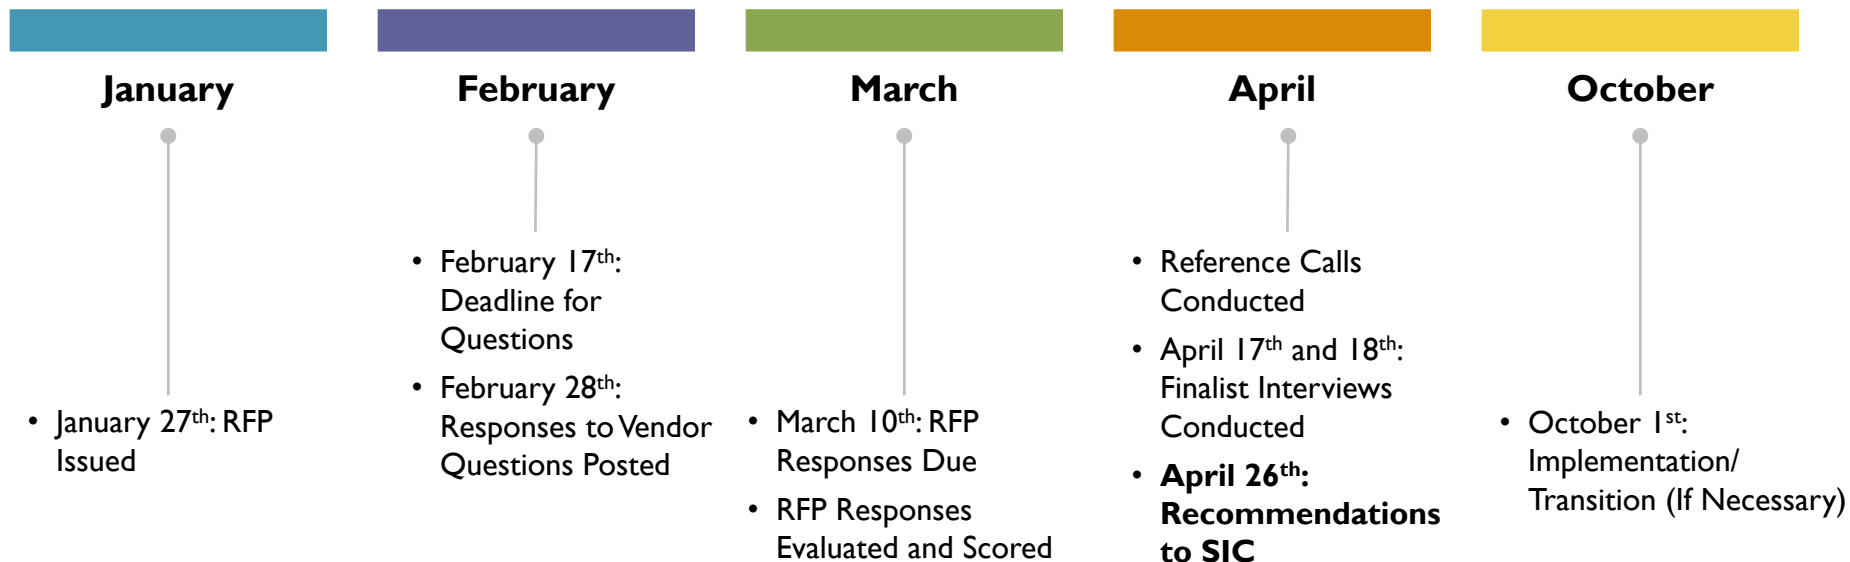 January
• January 27th: RFP
Issued
February
• February 17th:
Deadline for
Questions
• February 28th:
Responses to Vendor
Questions Posted
March
• March 10th: RFP
Responses Due
• RFP Responses
Evaluated and Scored
April
• Reference Calls
Conducted
• April 17th and 18th:
Finalist Interviews
Conducted
• April 26th:
Recommendations
to SIC
October
• October 1st:
Implementation/
Transition (If Necessary)